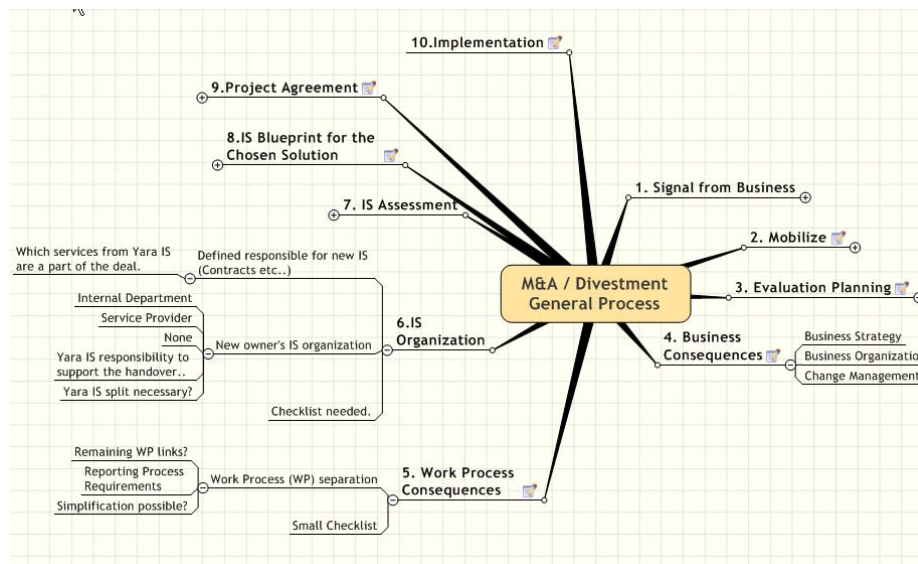 10.Implementation
9.Project Agreement
8.IS Blueprint for the
Chosen Solution
7. IS Assessment
1. Signal from Business
2. Mobilize
3. Evaluation Planning
M&A / Divestment
General Process
4. Business
Consequences
Business Strategy
Business Organizatio
Change Management
6.IS
Organization
Defined responsible for new IS
(Contracts etc..)
Which services from Yara IS
are a part of the deal.
New owner's IS organization
Internal Department
Service Provider
None
Yara IS responsibility to
support the handover..
Yara IS split necessary?
Checklist needed.
5. Work Process
Consequences
Work Process (WP) separation
Remaining WP links?
Reporting Process
Requirements
Simplification possible?
Small Checklist